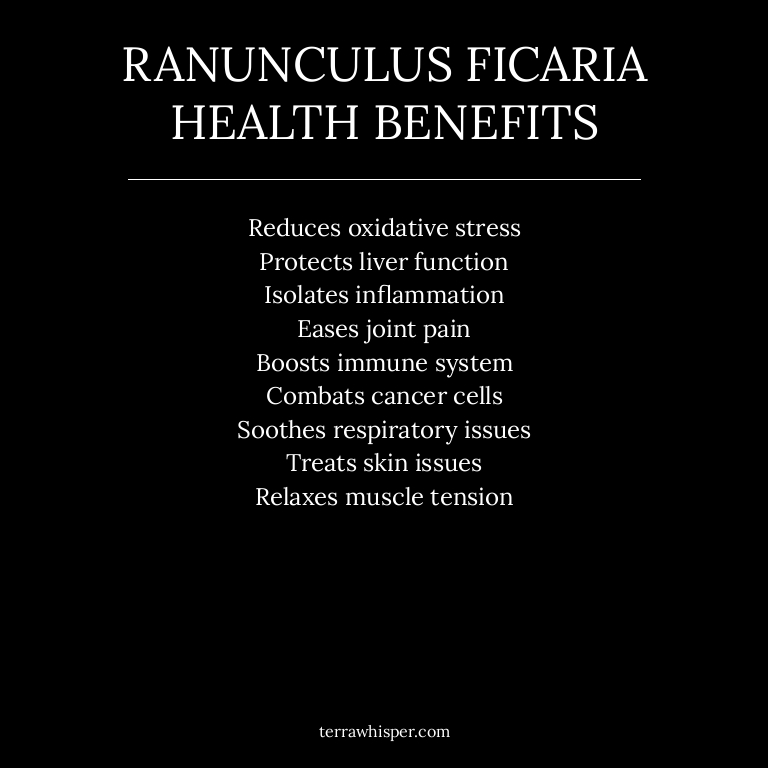 RANUNCULUS FICARIA
HEALTH BENEFITS
Reduces oxidative stress
Protects liver function
Isolates inflammation
Eases joint pain
Boosts immune system
Combats cancer cells
Soothes respiratory issues
Treats skin issues
Relaxes muscle tension
terrawhisper.com